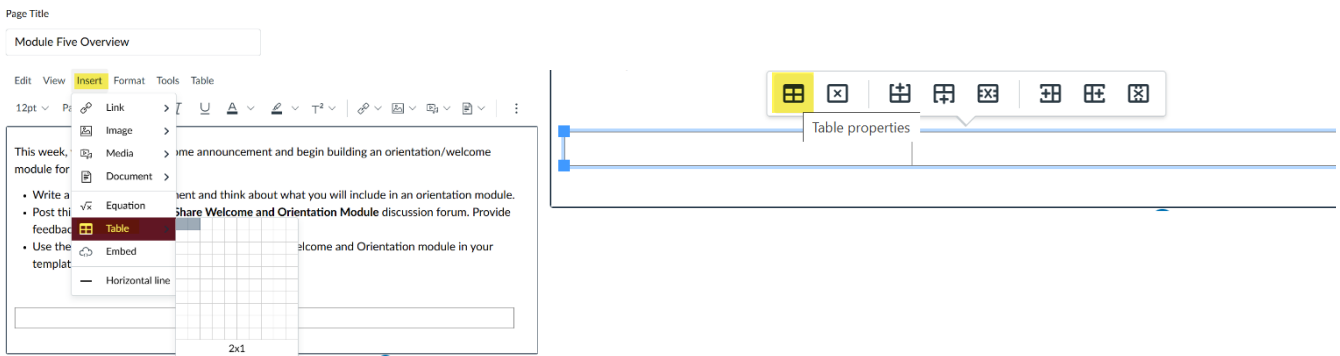 Page Title
Module Five Overview
Edit View Insert Format Tools Table
12pt
Link
Image
Media
Document
Equation
Table
Embed
Horizontal line
This week, ome announcement and begin building an orientation/welcome
module for
Write a ent and think about what you will include in an orientation module.
Post thi Share Welcome and Orientation Module discussion forum. Provide
feedbac
Use the elcome and Orientation module in your
templat
2x1
Table properties